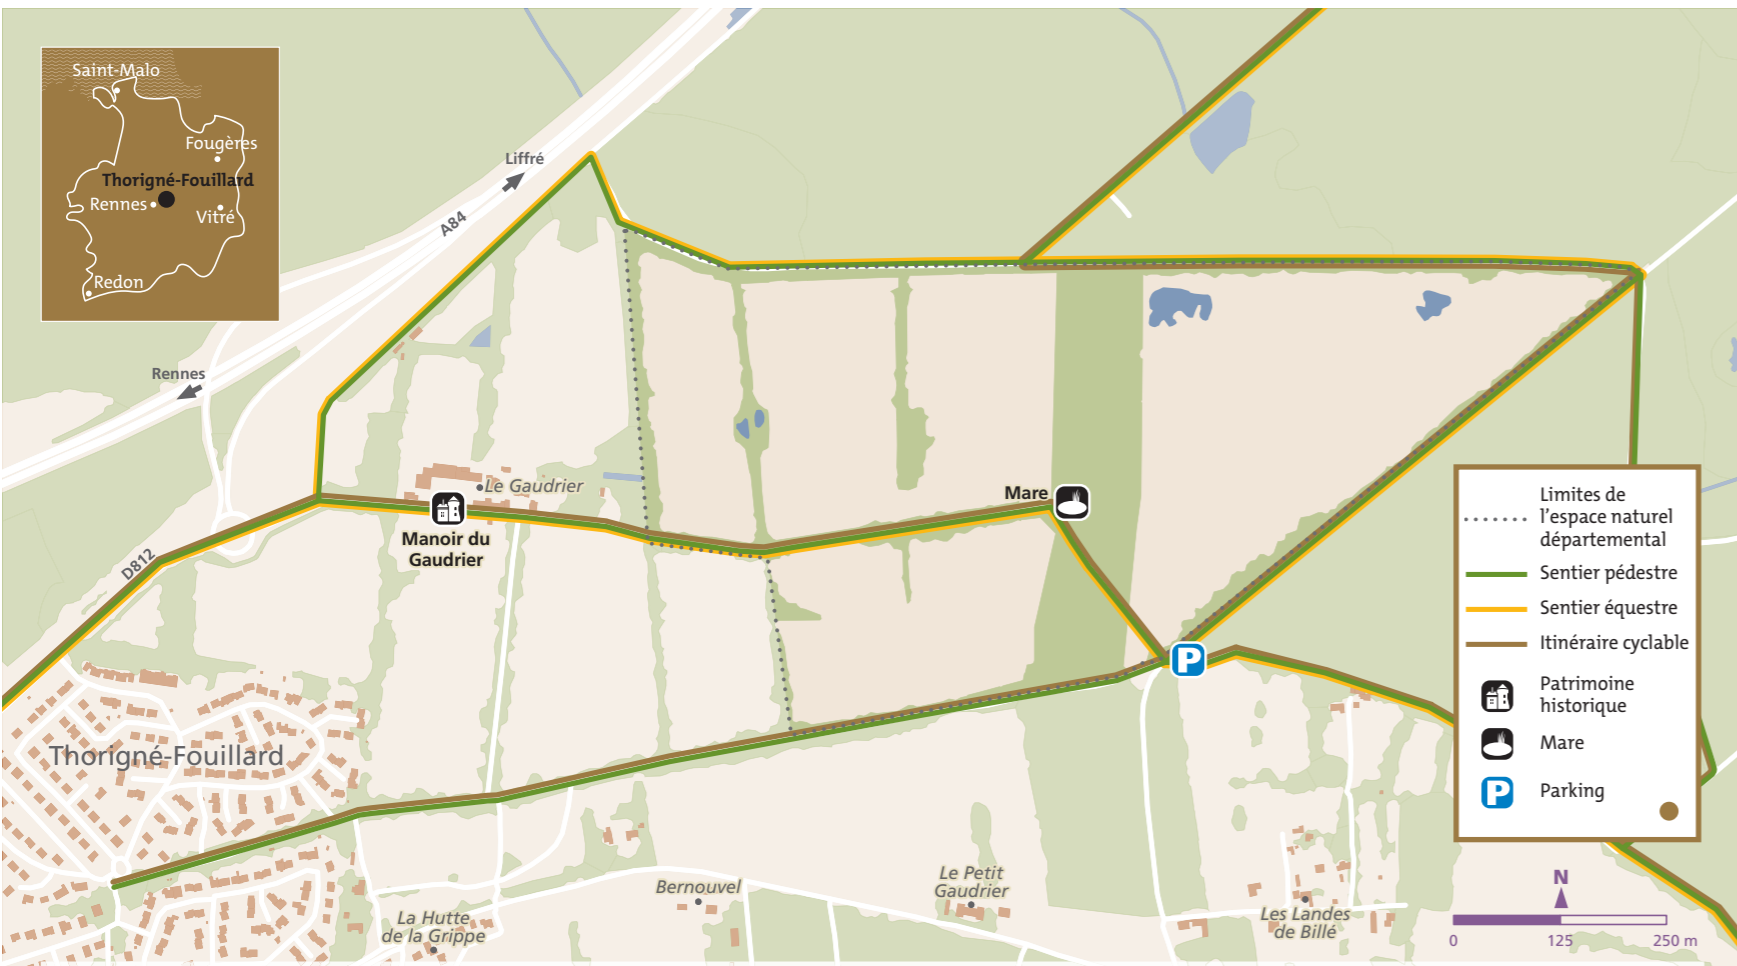 Saint-Malo
Fougères
Thorigné-Fouillard
Rennes
Vitré
Redon
Liffré
A84
Rennes
Le Gaudrier
Manoir du
Gaudrier
Mare
D812
P
Thorigné-Fouillard
Bernouvel
Le Petit
Gaudrier
La Hutte
de la Grippe
Les Landes
de Billé
Limites de
l'espace naturel
départemental
Sentier pédestre
Sentier équestre
Itinéraire cyclable
Patrimoine
historique
Mare
P Parking
N
0 125 250 m